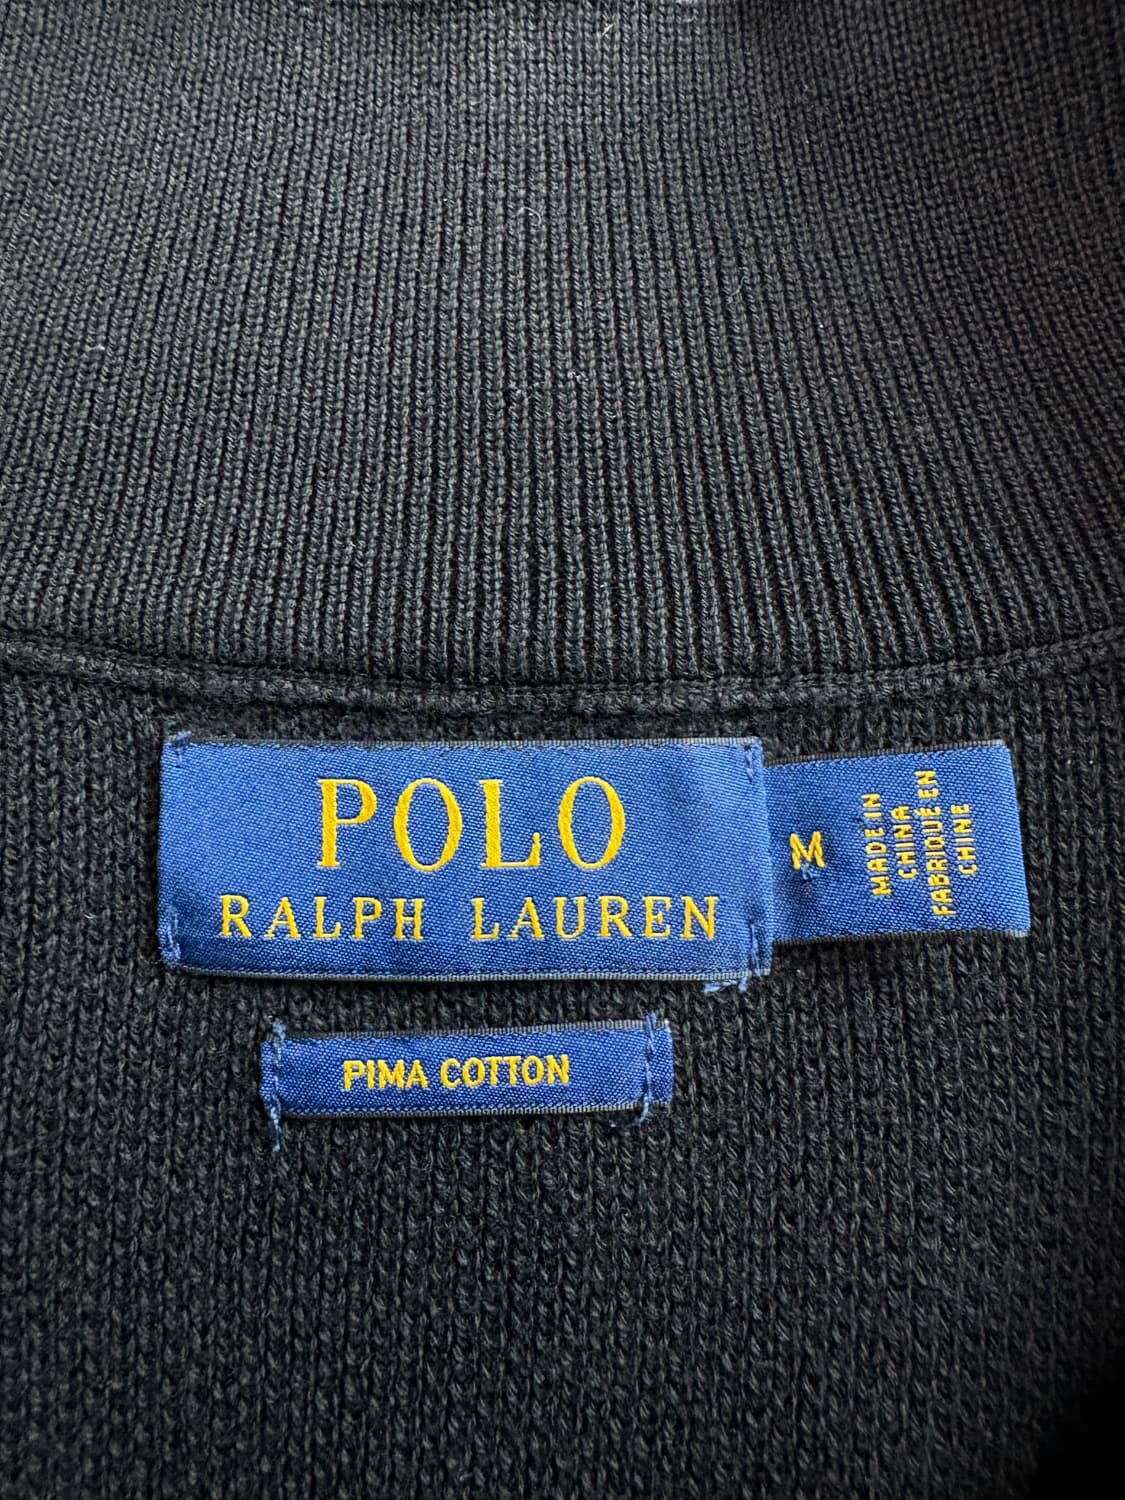 POLO
RALPH LAUREN
M
MADE IN
CHINA
FABRIQUÉ EN
CHINE
PIMA COTTON